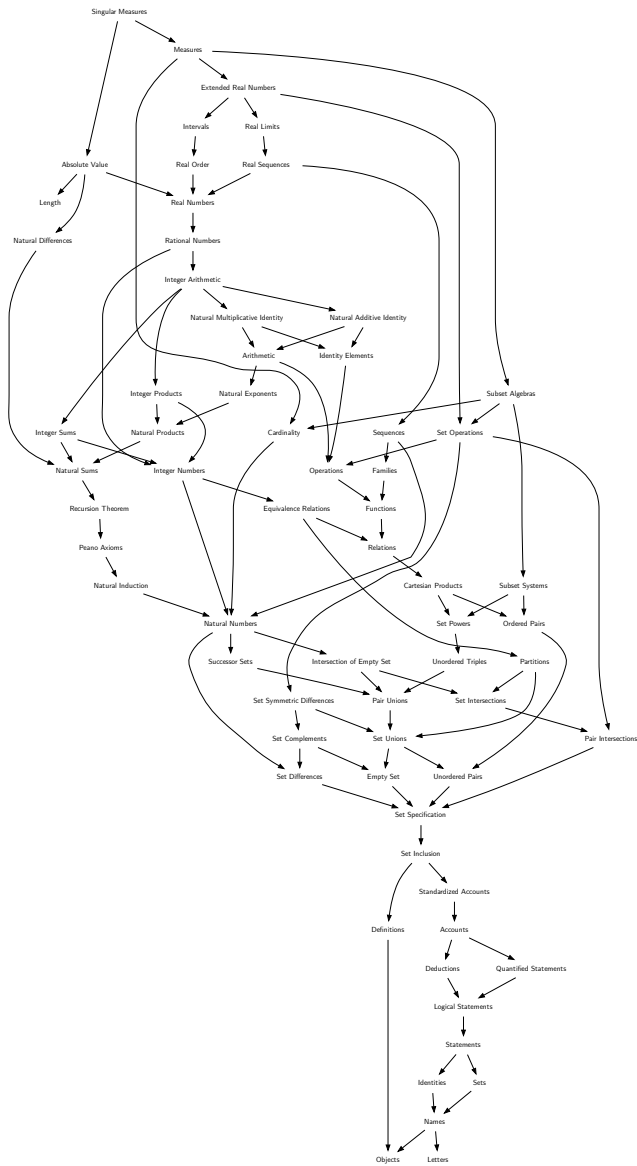 Singular Measures
Measures
Extended Real Numbers
Intervals
Real Limits
Absolute Value
Real Order
Real Sequences
Length
Real Numbers
Natural Differences
Rational Numbers
Integer Arithmetic
Natural Multiplicative Identity
Natural Additive Identity
Arithmetic
Identity Elements
Integer Products
Natural Exponents
Subset Algebras
Integer Sums
Natural Products
Cardinality
Sequences
Set Operations
Natural Sums
Integer Numbers
Operations
Families
Recursion Theorem
Equivalence Relations
Functions
Peano Axioms
Relations
Natural Induction
Cartesian Products
Subset Systems
Natural Numbers
Set Powers
Ordered Pairs
Successor Sets
Intersection of Empty Set
Unordered Triples
Partitions
Set Symmetric Differences
Pair Unions
Set Intersections
Set Complements
Set Unions
Pair Intersections
Set Differences
Empty Set
Unordered Pairs
Set Specification
Set Inclusion
Standardized Accounts
Definitions
Accounts
Deductions
Quantified Statements
Logical Statements
Statements
Identities
Sets
Names
Objects
Letters